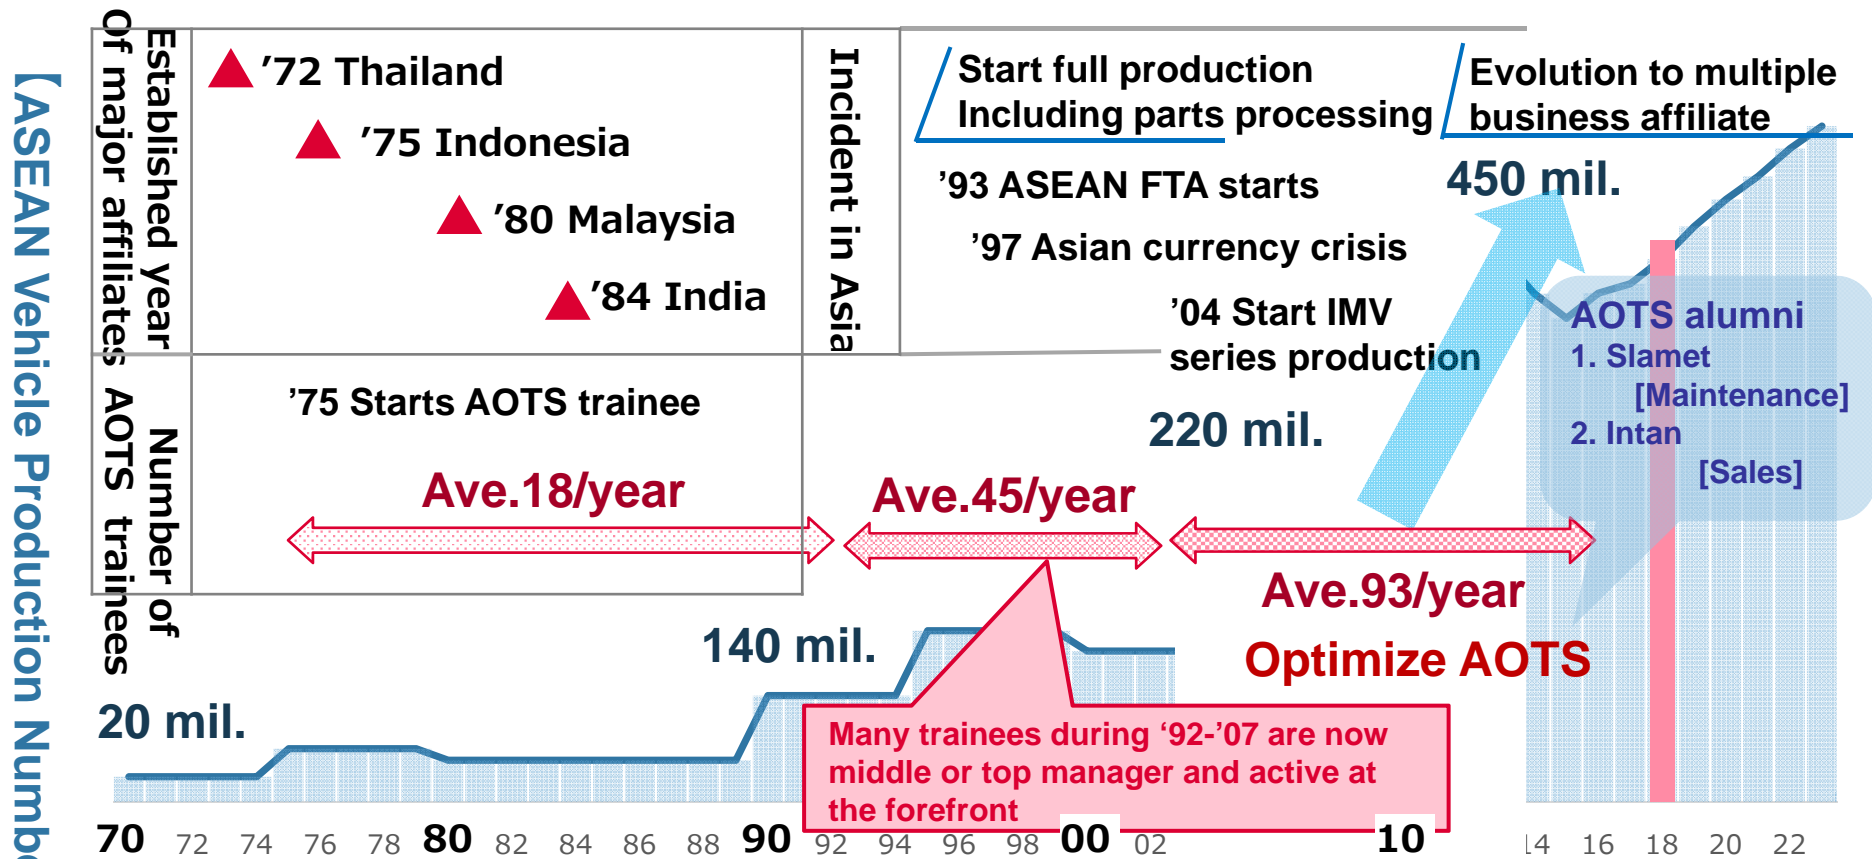 【ASEAN Vehicle Production Numbe
Established year
Of major affiliates
’72 Thailand
’75 Indonesia
’80 Malaysia
’84 India
Incident in Asia
Start full production
Including parts processing
Evolution to multiple
business affiliate
’93 ASEAN FTA starts
’97 Asian currency crisis
’04 Start IMV
series production
450 mil.
220 mil.
AOTS alumni
1. Slamet
[Maintenance]
2. Intan
[Sales]
Number of
AOTS trainees
’75 Starts AOTS trainee
Ave.18/year
Ave.45/year
Ave.93/year
Optimize AOTS
140 mil.
20 mil.
Many trainees during ‘92-’07 are now
middle or top manager and active at
the forefront
70 72 74 76 78 80 82 84 86 88 90 92 94 96 98 00 02 10 14 16 18 20 22